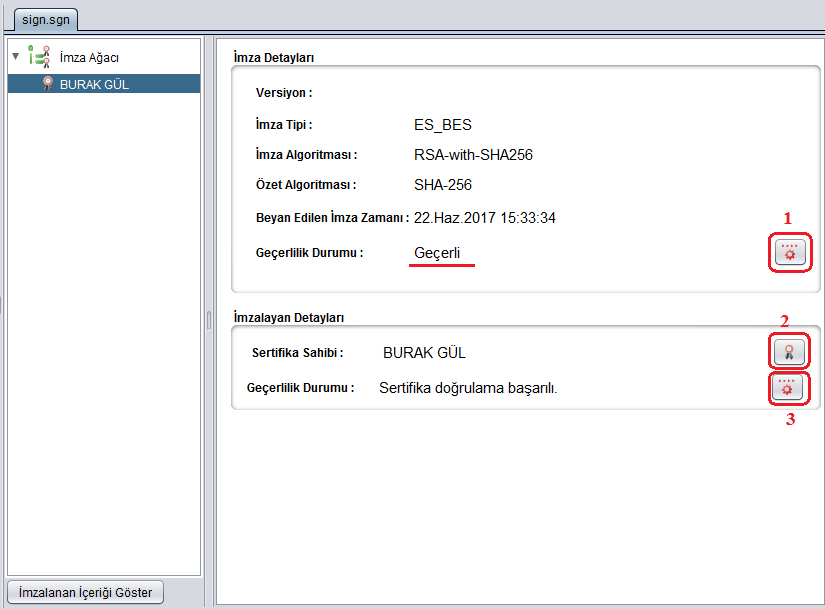 sign.sgn
İmza Ağacı
BURAK GÜL
İmza Detayları
Versiyon :
İmza Tipi : ES_BES
İmza Algoritması : RSA-with-SHA256
Özet Algoritması : SHA-256
Beyan Edilen İmza Zamanı : 22.Haz.2017 15:33:34
1
Geçerlilik Durumu : Geçerli
İmzalayan Detayları
2
Sertifika Sahibi : BURAK GÜL
Geçerlilik Durumu : Sertifika doğrulama başarılı.
3
İmzalanan İçeriği Göster